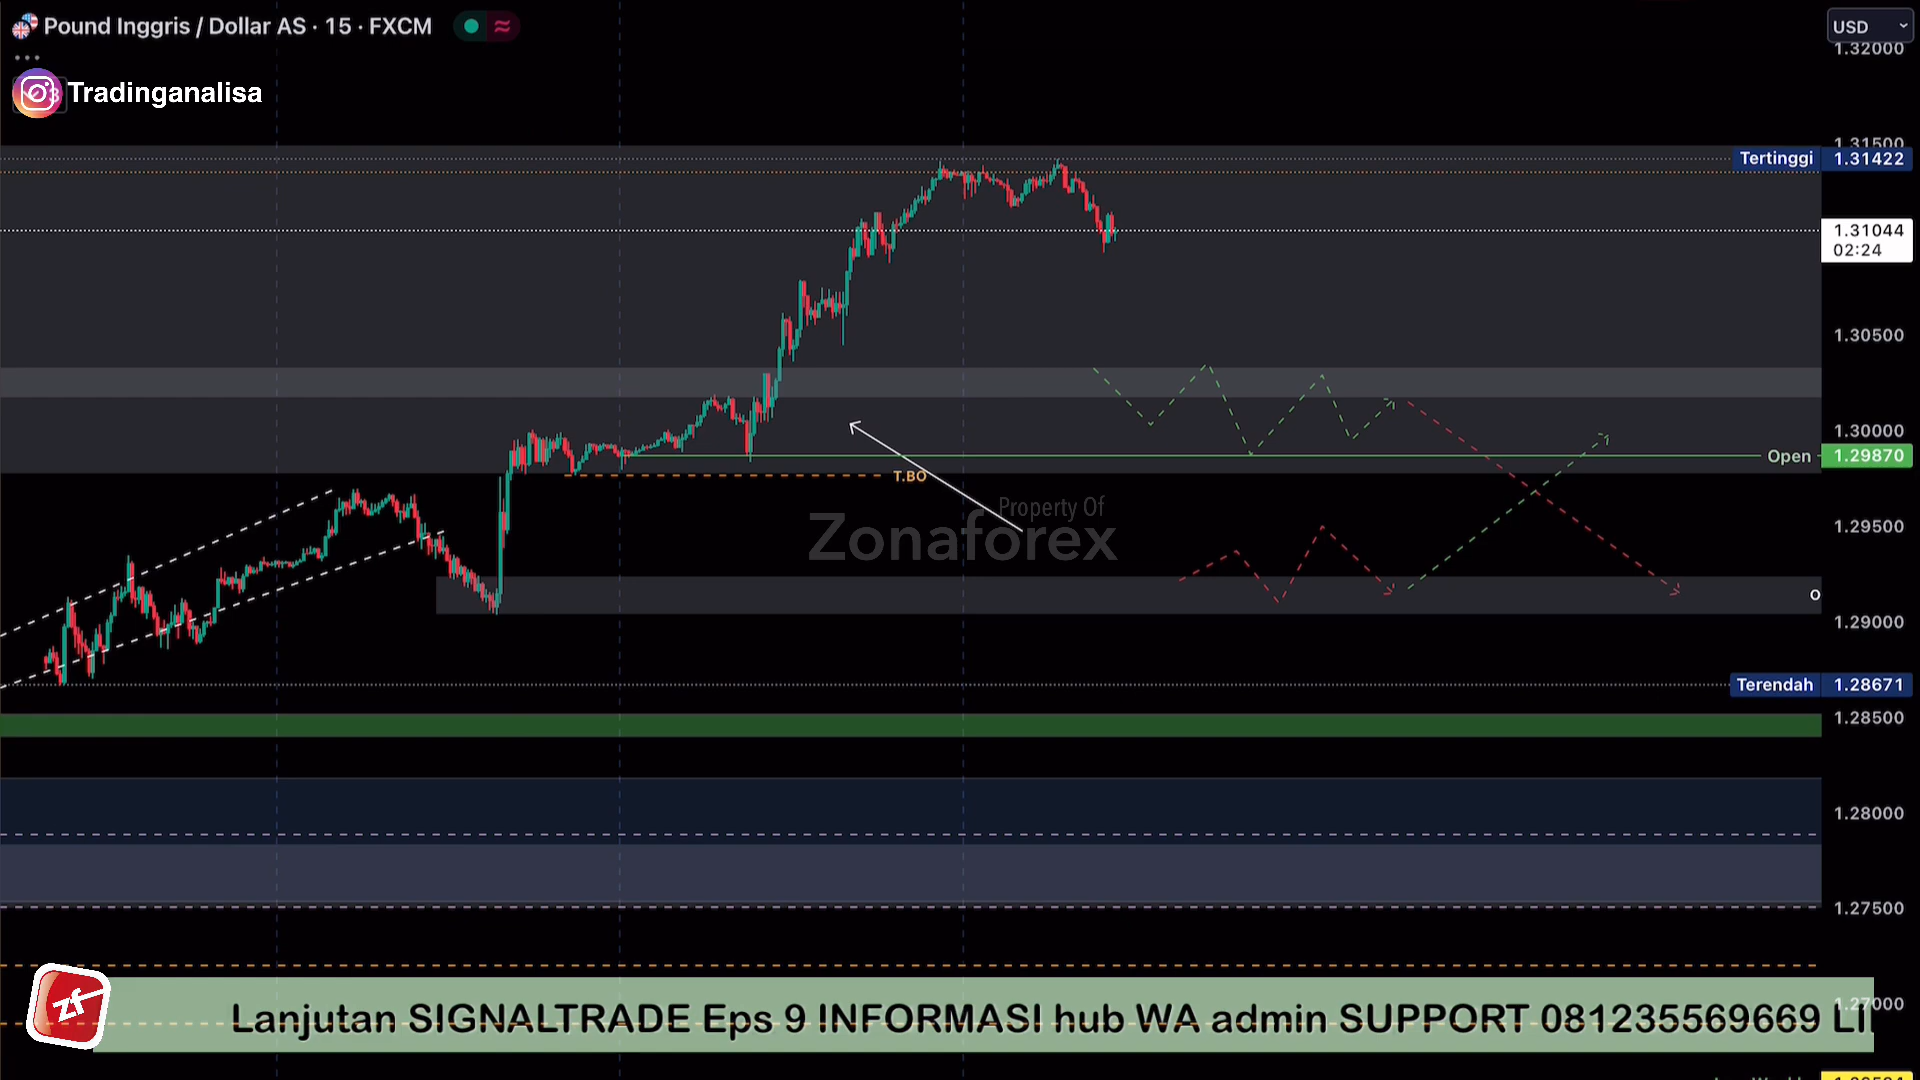 Pound Inggris / Dollar AS · 15 · FXCM
USD
1.32000
Tradinganalisa
1.31500
Tertinggi 1.31422
1.31044
02:24
1.30500
1.30000
Open 1.29870
T.BO
1.29500
Property Of
Zonaforex
O
1.29000
Terendah 1.28671
1.28500
1.28000
1.27500
1.27000
zf
Lanjutan SIGNALTRADE Eps 9 INFORMASI hub WA admin SUPPORT 081235569669